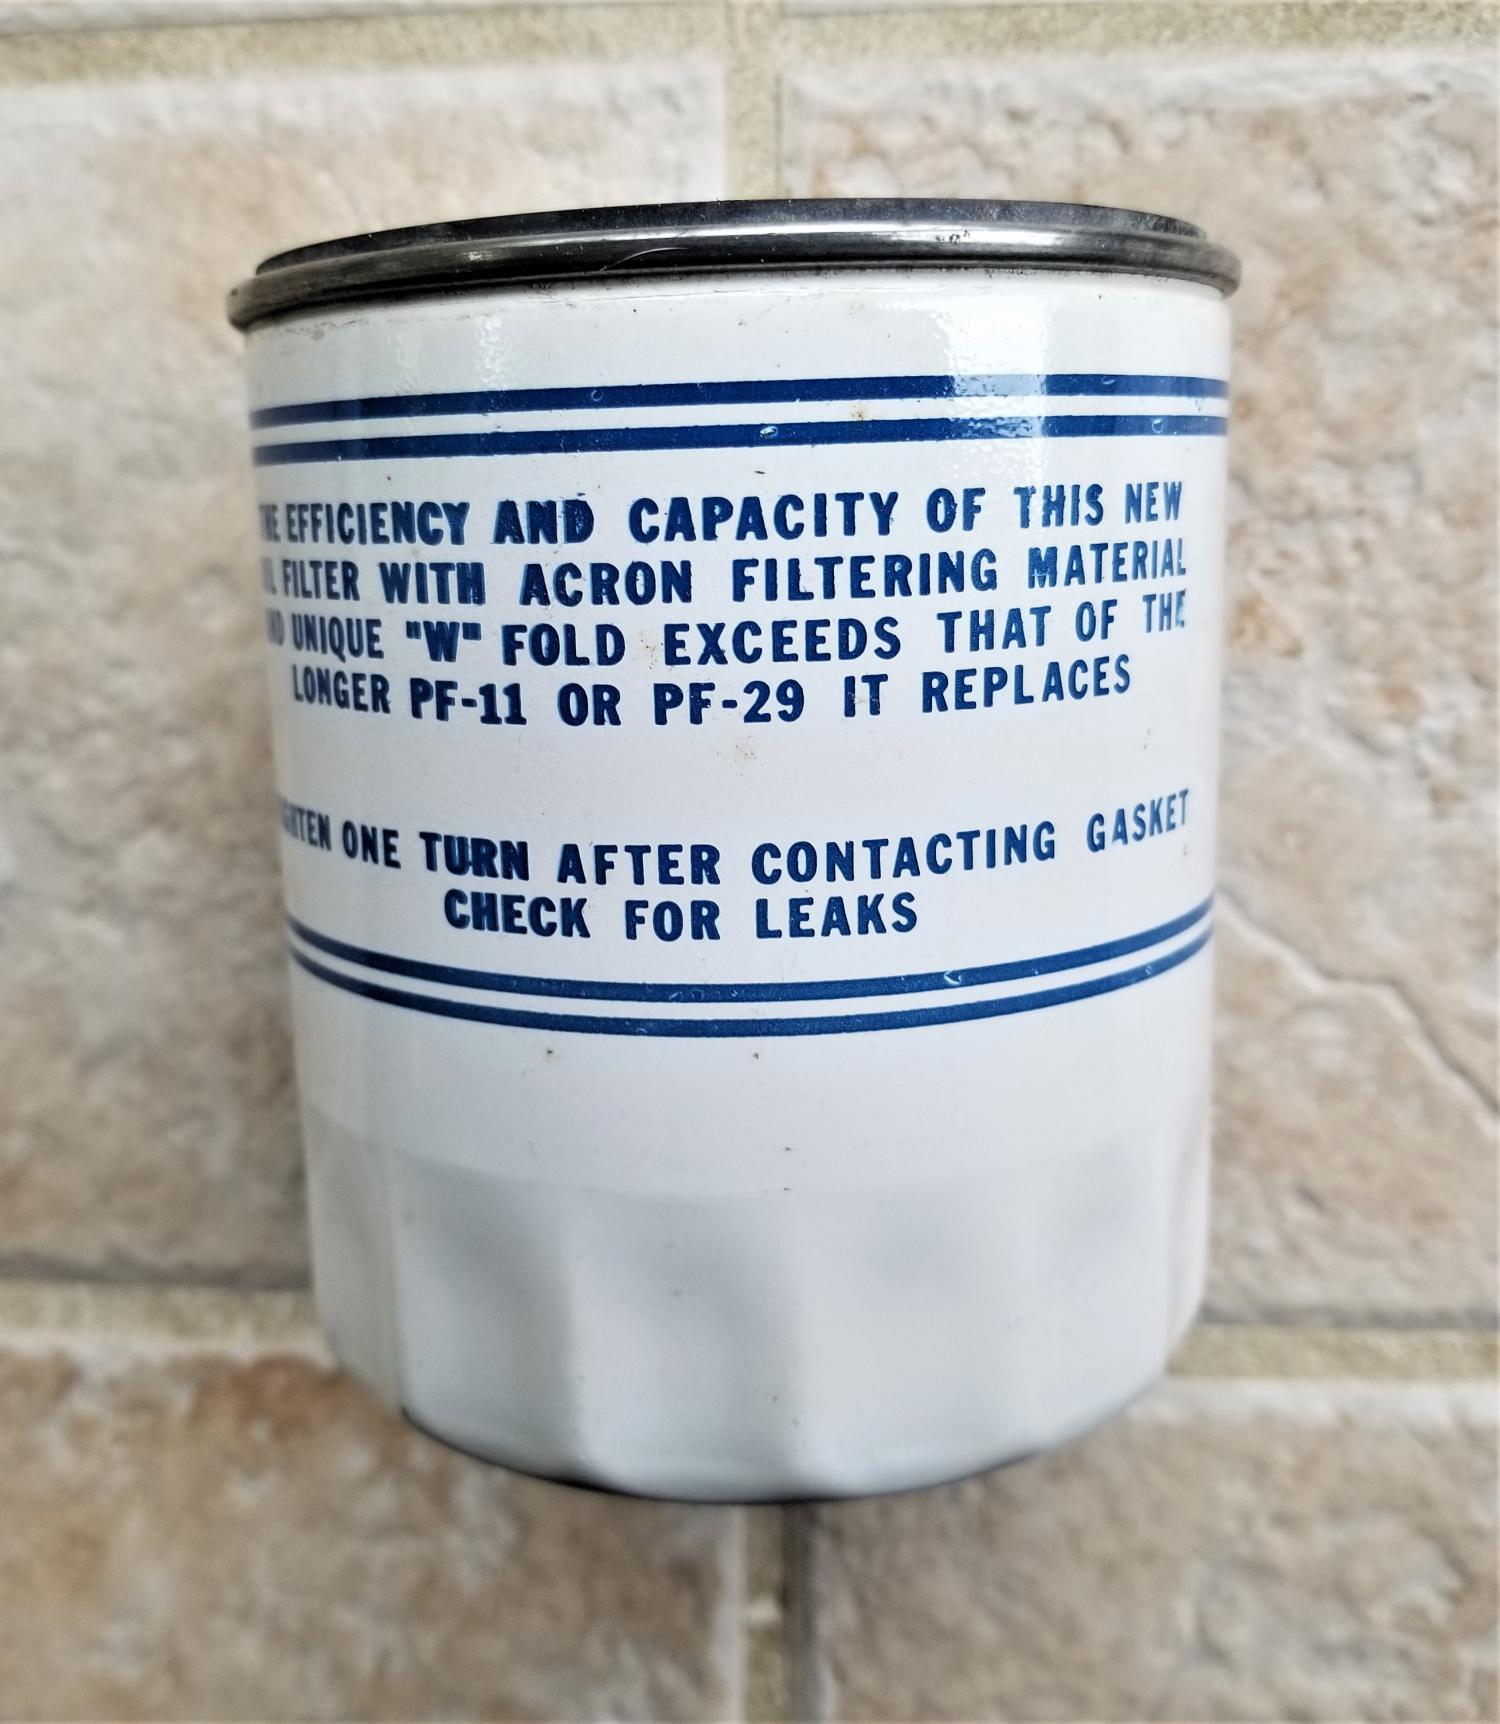 EFFICIENCY AND CAPACITY OF THIS NEW
FILTER WITH ACRON FILTERING MATERIAL
UNIQUE "W" FOLD EXCEEDS THAT OF THE
LONGER PF-11 OR PF-29 IT REPLACES
ONE TURN AFTER CONTACTING GASKET
CHECK FOR LEAKS